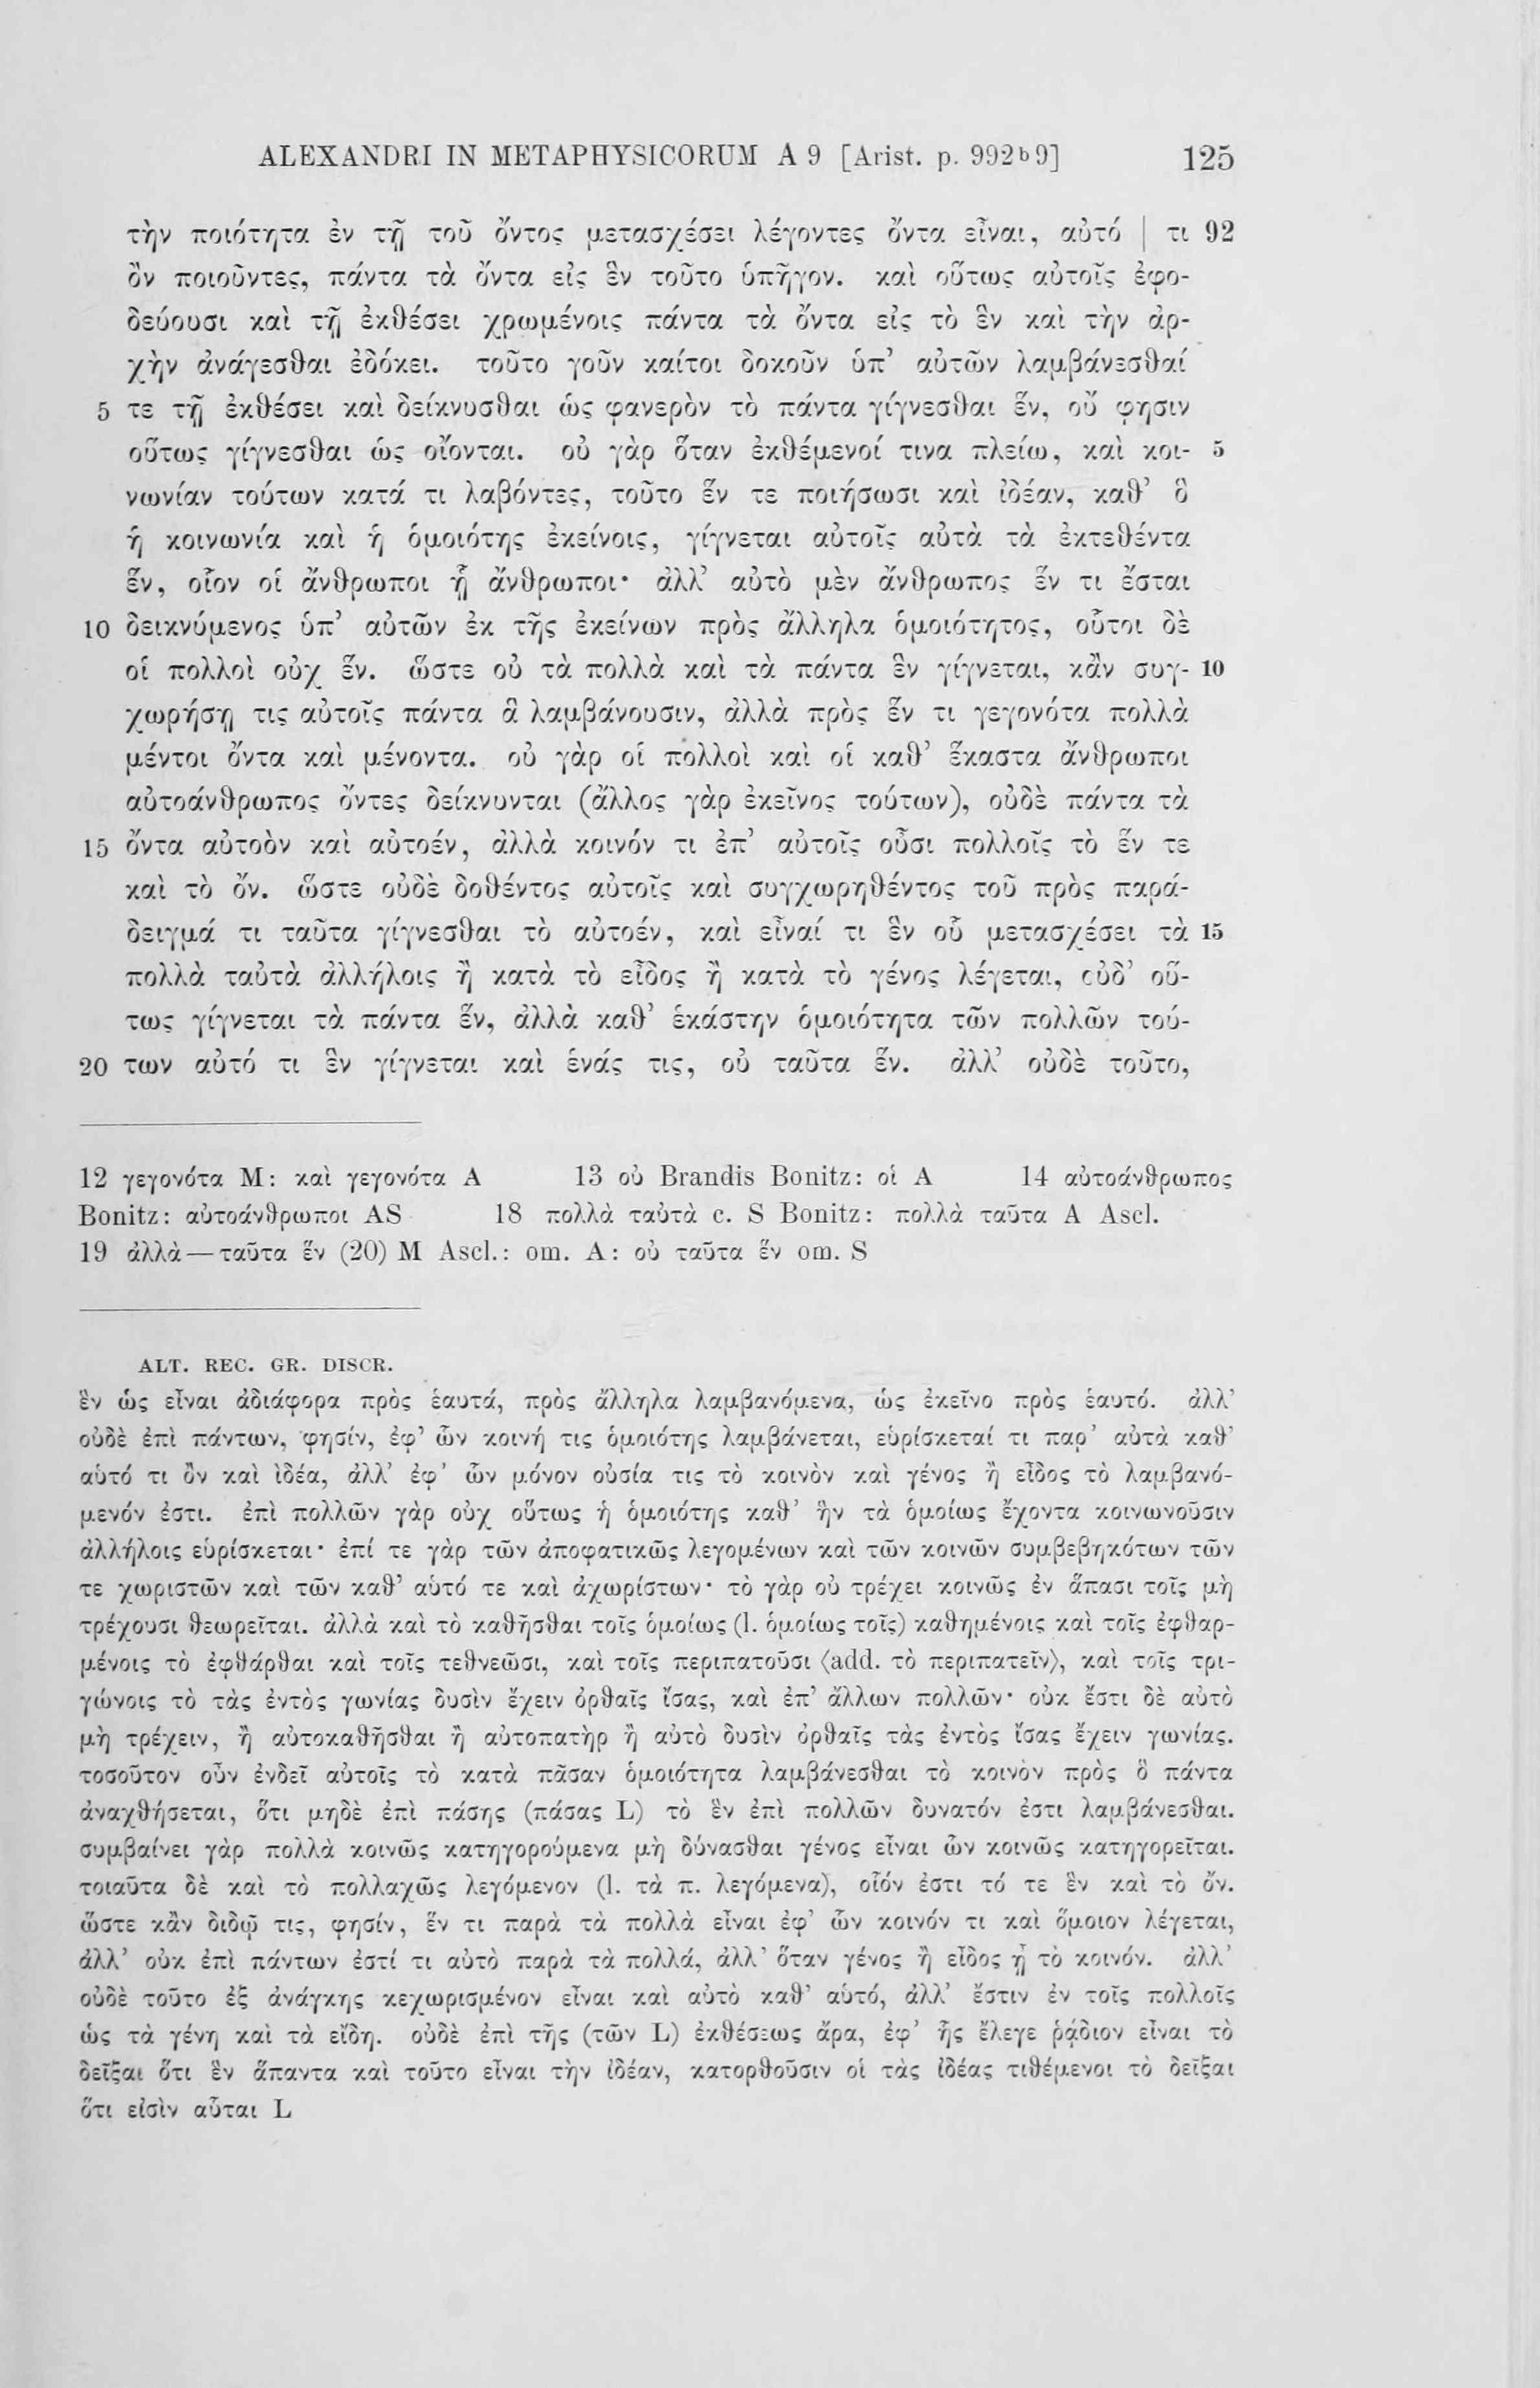 ALEXANDRI IN METAPHYSICORUM A 9 [Arist. p. 992b9] 125
τὴν ποιότητα ἐν τῇ τοῦ ὄντος μετασχέσει λέγοντες ὄντα εἶναι, αὐτό | τι 92
ὂν ποιοῦντες, πάντα τὰ ὄντα εἰς ἓν τοῦτο ὑπῆγον. καὶ οὕτως αὐτοῖς ἐφο-
δεύουσι καὶ τῇ ἐκθέσει χρωμένοις πάντα τὰ ὄντα εἰς τὸ ἓν καὶ τὴν ἀρ-
χὴν ἀνάγεσθαι ἐδόκει. τοῦτο γοῦν καίτοι δοκοῦν ὑπ’ αὐτῶν λαμβάνεσθαί
5 τε τῇ ἐκθέσει καὶ δείκνυσθαι ὡς φανερὸν τὸ πάντα γίγνεσθαι ἕν, οὔ φησιν
οὕτως γίγνεσθαι ὡς οἴονται. οὐ γὰρ ὅταν ἐκθέμενοί τινα πλείω, καὶ κοι- 5
νωνίαν τούτων κατά τι λαβόντες, τοῦτο ἕν τε ποιήσωσι καὶ ἰδέαν, καθ’ ὃ
ἡ κοινωνία καὶ ἡ ὁμοιότης ἐκείνοις, γίγνεται αὐτοῖς αὐτὰ τὰ ἐκτεθέντα
ἕν, οἷον οἱ ἄνθρωποι ᾗ ἄνθρωποι· ἀλλ’ αὐτὸ μὲν ἄνθρωπος ἕν τι ἔσται
10 δεικνύμενος ὑπ’ αὐτῶν ἐκ τῆς ἐκείνων πρὸς ἄλληλα ὁμοιότητος, οὗτοι δὲ
οἱ πολλοὶ οὐχ ἕν. ὥστε οὐ τὰ πολλὰ καὶ τὰ πάντα ἓν γίγνεται, κἂν συγ- 10
χωρήσῃ τις αὐτοῖς πάντα ἃ λαμβάνουσιν, ἀλλὰ πρὸς ἕν τι γεγονότα πολλὰ
μέντοι ὄντα καὶ μένοντα. οὐ γὰρ οἱ πολλοὶ καὶ οἱ καθ’ ἕκαστα ἄνθρωποι
αὐτοάνθρωπος ὄντες δείκνυνται (ἄλλος γὰρ ἐκεῖνος τούτων), οὐδὲ πάντα τὰ
15 ὄντα αὐτοὸν καὶ αὐτοέν, ἀλλὰ κοινόν τι ἐπ’ αὐτοῖς οὖσι πολλοῖς τὸ ἕν τε
καὶ τὸ ὄν. ὥστε οὐδὲ δοθέντος αὐτοῖς καὶ συγχωρηθέντος τοῦ πρὸς παρά-
δειγμά τι ταῦτα γίγνεσθαι τὸ αὐτοέν, καὶ εἶναί τι ἓν οὗ μετασχέσει τὰ 15
πολλὰ ταὐτὰ ἀλλήλοις ἢ κατὰ τὸ εἶδος ἢ κατὰ τὸ γένος λέγεται, οὐδ’ οὕ-
τως γίγνεται τὰ πάντα ἕν, ἀλλὰ καθ’ ἑκάστην ὁμοιότητα τῶν πολλῶν τού-
20 των αὐτό τι ἓν γίγνεται καὶ ἑνάς τις, οὐ ταῦτα ἕν. ἀλλ’ οὐδὲ τοῦτο,
12 γεγονότα M: καὶ γεγονότα A 13 οὐ Brandis Bonitz: οἱ A 14 αὐτοάνθρωπος
Bonitz: αὐτοάνθρωποι AS 18 πολλὰ ταὐτὰ c. S Bonitz: πολλὰ ταῦτα A Ascl.
19 ἀλλὰ — ταῦτα ἕν (20) M Ascl.: om. A: οὐ ταῦτα ἕν om. S
ALT. REC. GR. DISCR.
ἓν ὡς εἶναι ἀδιάφορα πρὸς ἑαυτά, πρὸς ἄλληλα λαμβανόμενα, ὡς ἐκεῖνο πρὸς ἑαυτό. ἀλλ’
οὐδὲ ἐπὶ πάντων, φησίν, ἐφ’ ὧν κοινή τις ὁμοιότης λαμβάνεται, εὑρίσκεταί τι παρ’ αὐτὰ καθ’
αὑτό τι ὂν καὶ ἰδέα, ἀλλ’ ἐφ’ ὧν μόνον οὐσία τις τὸ κοινὸν καὶ γένος ἢ εἶδος τὸ λαμβανό-
μενόν ἐστι. ἐπὶ πολλῶν γὰρ οὐχ οὕτως ἡ ὁμοιότης καθ’ ἣν τὰ ὁμοίως ἔχοντα κοινωνοῦσιν
ἀλλήλοις εὑρίσκεται· ἐπί τε γὰρ τῶν ἀποφατικῶς λεγομένων καὶ τῶν κοινῶν συμβεβηκότων τῶν
τε χωριστῶν καὶ τῶν καθ’ αὑτό τε καὶ ἀχωρίστων· τὸ γὰρ οὐ τρέχει κοινῶς ἐν ἅπασι τοῖς μὴ
τρέχουσι θεωρεῖται. ἀλλὰ καὶ τὸ καθῆσθαι τοῖς ὁμοίως (l. ὁμοίως τοῖς) καθημένοις καὶ τοῖς ἐφθαρ-
μένοις τὸ ἐφθάρθαι καὶ τοῖς τεθνεῶσι, καὶ τοῖς περιπατοῦσι ⟨add. τὸ περιπατεῖν⟩, καὶ τοῖς τρι-
γώνοις τὸ τὰς ἐντὸς γωνίας δυσὶν ἔχειν ὀρθαῖς ἴσας, καὶ ἐπ’ ἄλλων πολλῶν· οὐκ ἔστι δὲ αὐτὸ
μὴ τρέχειν, ἢ αὐτοκαθῆσθαι ἢ αὐτοπατὴρ ἢ αὐτὸ δυσὶν ὀρθαῖς τὰς ἐντὸς ἴσας ἔχειν γωνίας.
τοσοῦτον οὖν ἐνδεῖ αὐτοῖς τὸ κατὰ πᾶσαν ὁμοιότητα λαμβάνεσθαι τὸ κοινὸν πρὸς ὃ πάντα
ἀναχθήσεται, ὅτι μηδὲ ἐπὶ πάσης (πάσας L) τὸ ἓν ἐπὶ πολλῶν δυνατόν ἐστι λαμβάνεσθαι.
συμβαίνει γὰρ πολλὰ κοινῶς κατηγορούμενα μὴ δύνασθαι γένος εἶναι ὧν κοινῶς κατηγορεῖται.
τοιαῦτα δὲ καὶ τὸ πολλαχῶς λεγόμενον (l. τὰ π. λεγόμενα), οἷόν ἐστι τό τε ἓν καὶ τὸ ὄν.
ὥστε κἂν διδῷ τις, φησίν, ἕν τι παρὰ τὰ πολλὰ εἶναι ἐφ’ ὧν κοινόν τι καὶ ὅμοιον λέγεται,
ἀλλ’ οὐκ ἐπὶ πάντων ἐστί τι αὐτὸ παρὰ τὰ πολλά, ἀλλ’ ὅταν γένος ἢ εἶδος ᾖ τὸ κοινόν. ἀλλ’
οὐδὲ τοῦτο ἐξ ἀνάγκης κεχωρισμένον εἶναι καὶ αὐτὸ καθ’ αὑτό, ἀλλ’ ἔστιν ἐν τοῖς πολλοῖς
ὡς τὰ γένη καὶ τὰ εἴδη. οὐδὲ ἐπὶ τῆς (τῶν L) ἐκθέσεως ἄρα, ἐφ’ ἧς ἔλεγε ῥᾴδιον εἶναι τὸ
δεῖξαι ὅτι ἓν ἅπαντα καὶ τοῦτο εἶναι τὴν ἰδέαν, κατορθοῦσιν οἱ τὰς ἰδέας τιθέμενοι τὸ δεῖξαι
ὅτι εἰσὶν αὗται L